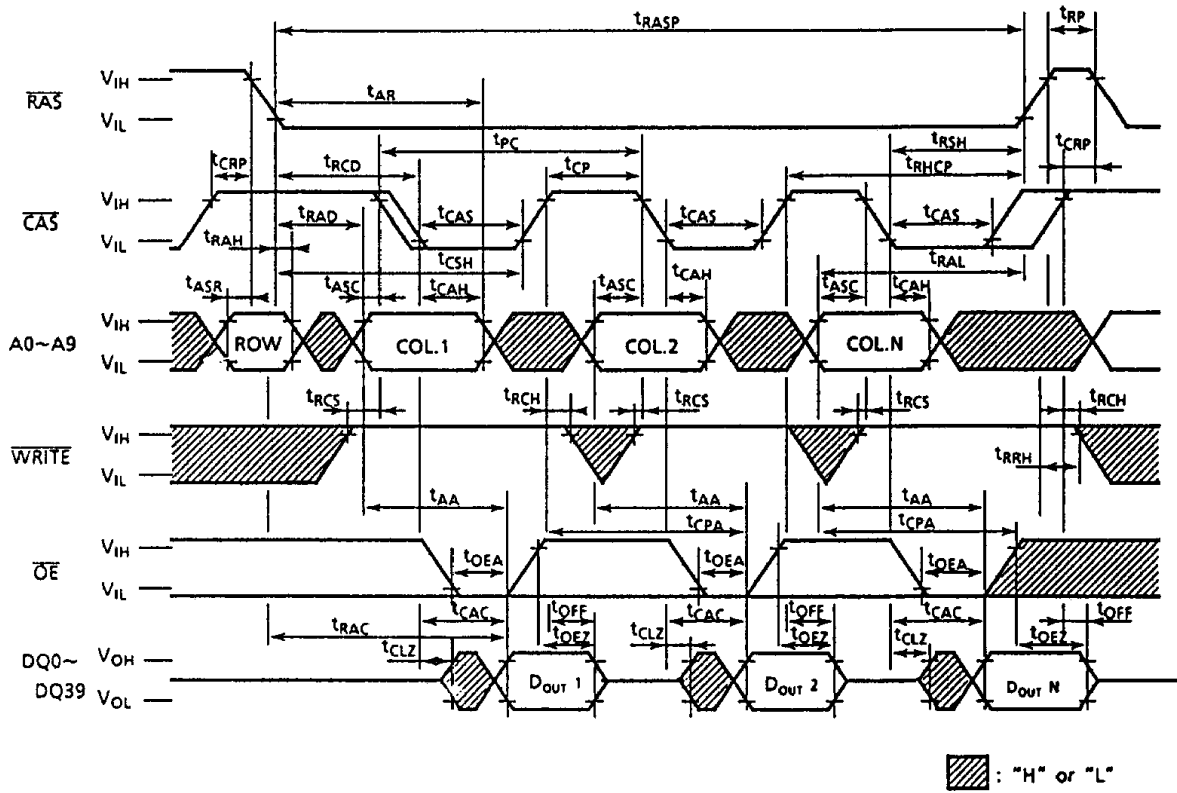 tRASP tRP
RAS VIH
VIL
tAR
tPC tRSH
tCRP tRCD tCP tRHCP tCRP
CAS VIH
VIL
tRAD tCAS tCAS tCAS
tRAH tCSH tRAL
tASR tASC tCAH tASC tCAH tASC tCAH
A0~A9 VIH
VIL
ROW COL.1 COL.2 COL.N
tRCS tRCH tRCS tRCS tRCH
WRITE VIH
VIL
tRRH
tAA tAA tAA
tCPA tCPA
OE VIH
VIL
tOEA tOEA tOEA
tCAC tOFF tCAC tOFF tCAC tOFF
tRAC tOEZ tCLZ tOEZ tCLZ tOEZ
tCLZ
DQ0~
DQ39
VOH
VOL
DOUT 1 DOUT 2 DOUT N
: "H" or "L"